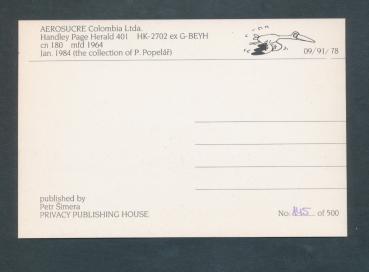 AEROSUCRE Colombia Ltda.
Handley Page Herald 401 HK-2702 ex G-BEYH
cn 180 mfd 1964
Jan. 1984 (the collection of P. Popelář)
09/91/78
published by
Petr Šimera
PRIVACY PUBLISHING HOUSE
No: 145 of 500